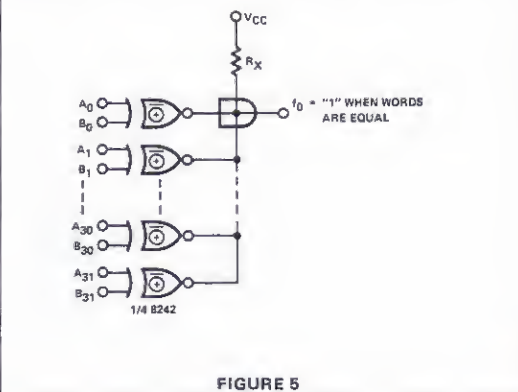 VCC
RX
A0
B0
f0 = "1" WHEN WORDS
ARE EQUAL
A1
B1
A30
B30
A31
B31
1/4 8242
FIGURE 5